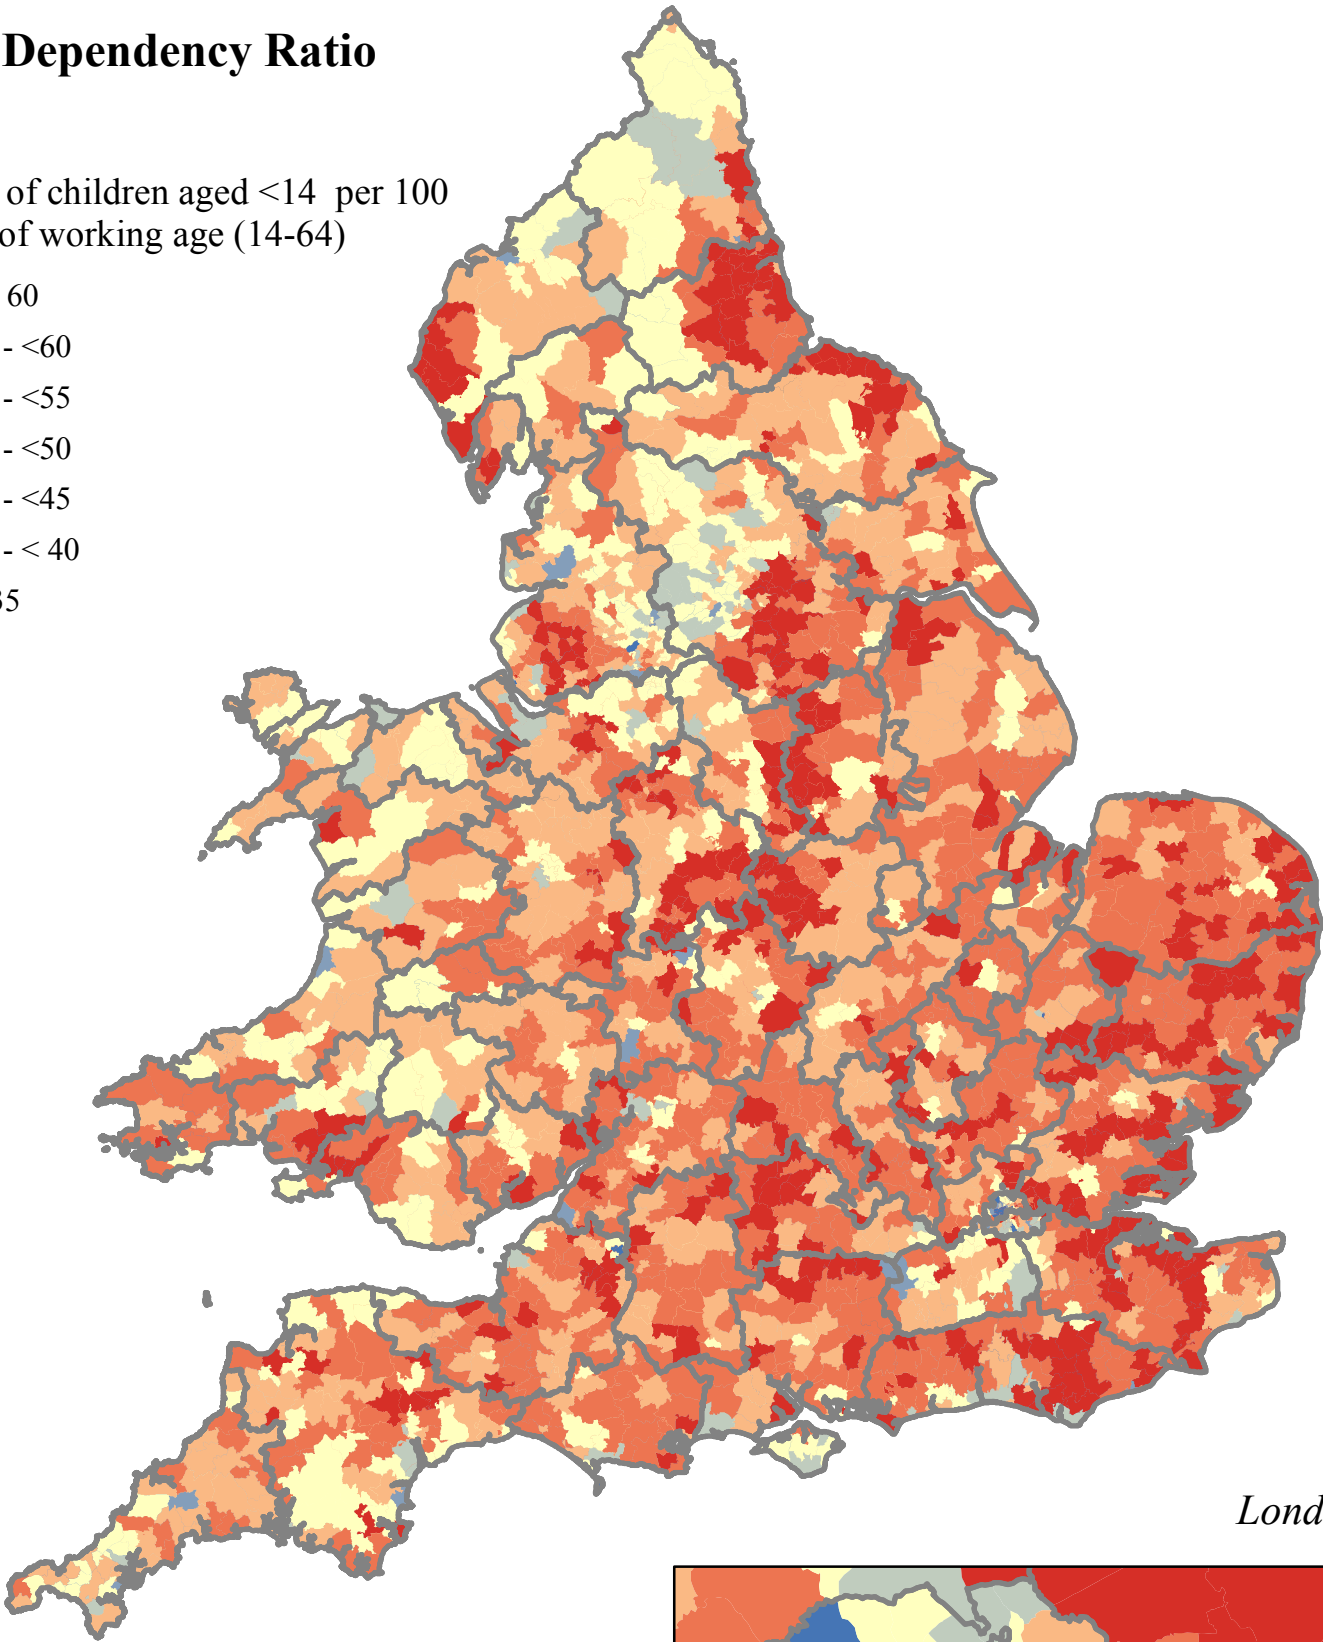 Dependency Ratio
of children aged <14 per 100
of working age (14-64)
60
- <60
- <55
- <50
- <45
- < 40
35
Lond